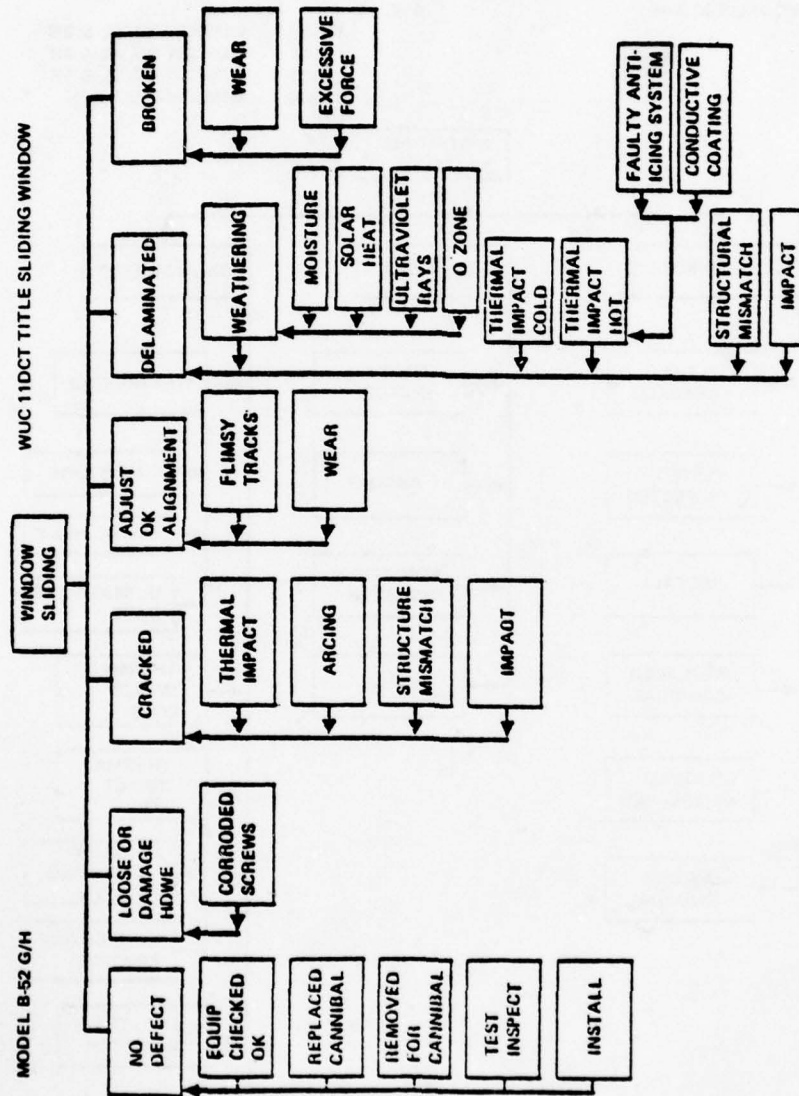 MODEL B-52 G/H
WUC 11DCT TITLE SLIDING WINDOW
WINDOW
SLIDING
NO
DEFECT
EQUIP
CHECKED
OK
REPLACED
CANNIBAL
REMOVED
FOR
CANNIBAL
TEST
INSPECT
INSTALL
LOOSE OR
DAMAGE
HDWE
CORRODED
SCREWS
CRACKED
THERMAL
IMPACT
ARCING
STRUCTURE
MISMATCH
IMPACT
ADJUST
OK
ALIGNMENT
FLIMSY
TRACKS
WEAR
DELAMINATED
WEATHERING
MOISTURE
SOLAR
HEAT
ULTRAVIOLET
RAYS
O ZONE
THERMAL
IMPACT
COLD
THERMAL
IMPACT
HOT
FAULTY ANTI-
ICING SYSTEM
CONDUCTIVE
COATING
STRUCTURAL
MISMATCH
IMPACT
BROKEN
WEAR
EXCESSIVE
FORCE